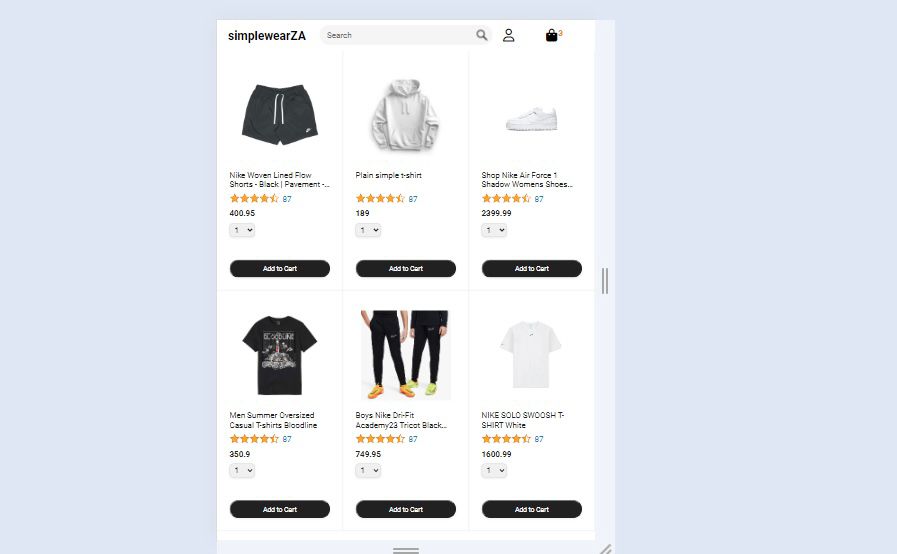 simplewearZA
Search
3
Nike Woven Lined Flow
Shorts - Black | Pavement -...
87
400.95
1
Add to Cart
Plain simple t-shirt
87
189
1
Add to Cart
Shop Nike Air Force 1
Shadow Womens Shoes...
87
2399.99
1
Add to Cart
BLOODLINE
Men Summer Oversized
Casual T-shirts Bloodline
87
350.9
1
Add to Cart
Boys Nike Dri-Fit
Academy23 Tricot Black...
87
749.95
1
Add to Cart
NIKE SOLO SWOOSH T-
SHIRT White
87
1600.99
1
Add to Cart